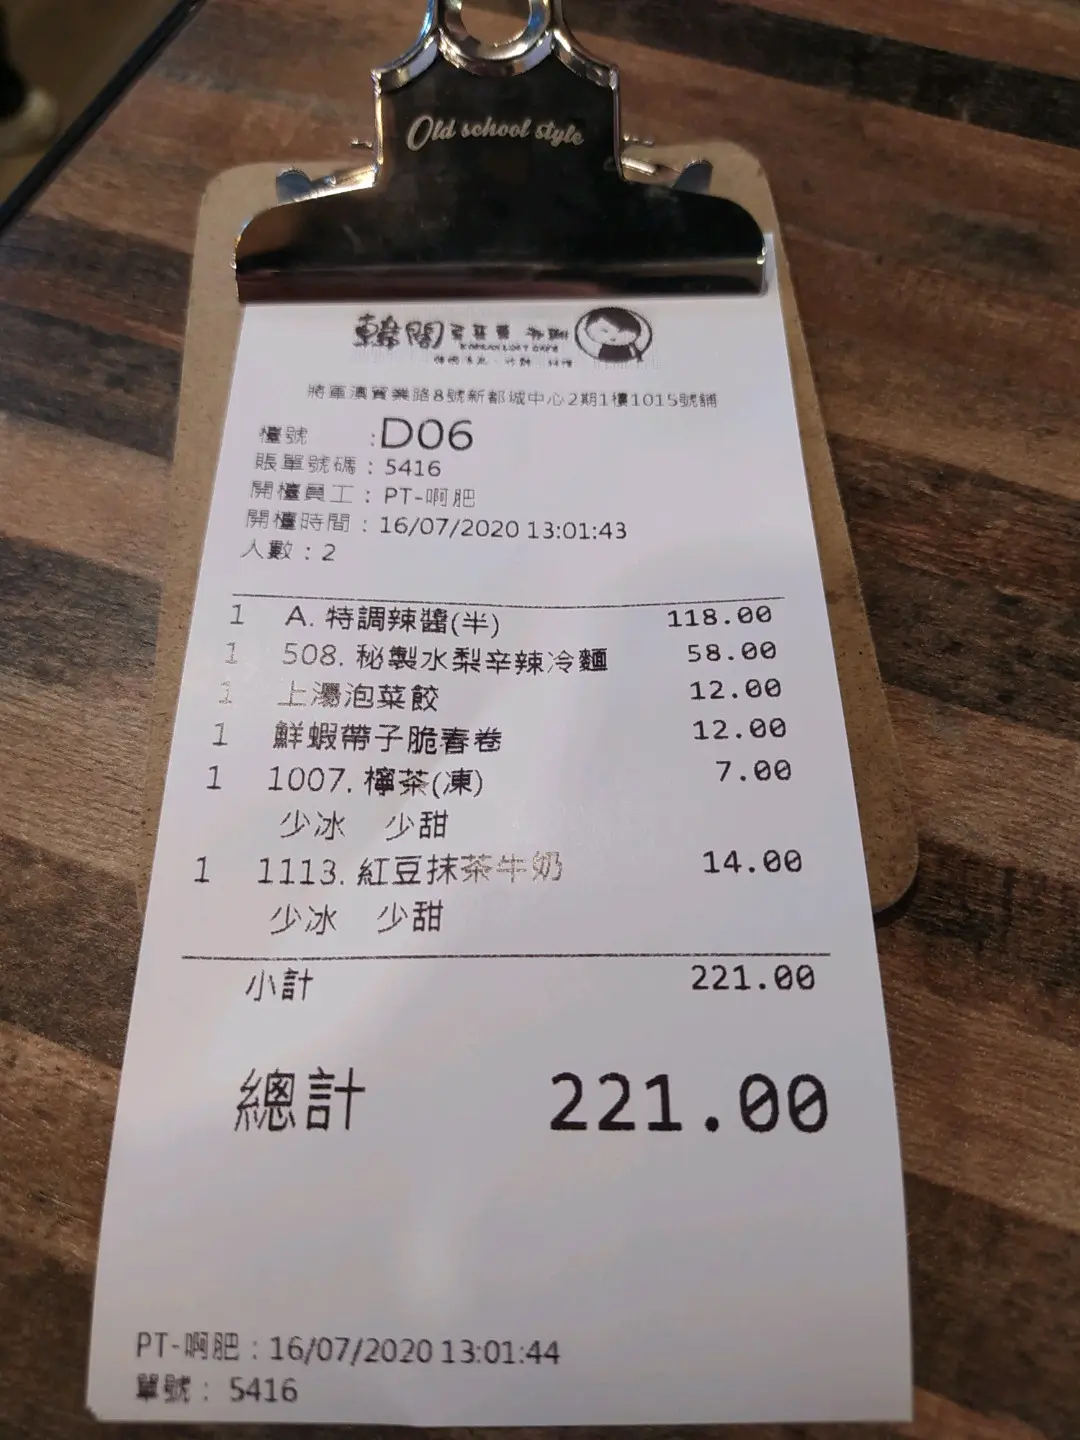 Old school style
韓閣
KOREAN LOFT CAFE
將軍澳貿業路8號新都城中心2期1樓1015號舖
檯號 :D06
賬單號碼 : 5416
開檯員工 : PT-啊肥
開檯時間 : 16/07/2020 13:01:43
人數 : 2
1 A. 特調辣醬(半) 118.00
1 508. 秘製水梨辛辣冷麵 58.00
1 上湯泡菜餃 12.00
1 鮮蝦帶子脆春卷 12.00
1 1007. 檸茶(凍) 7.00
少冰 少甜
1 1113. 紅豆抹茶牛奶 14.00
少冰 少甜
小計 221.00
總計 221.00
PT-啊肥 : 16/07/2020 13:01:44
單號 : 5416